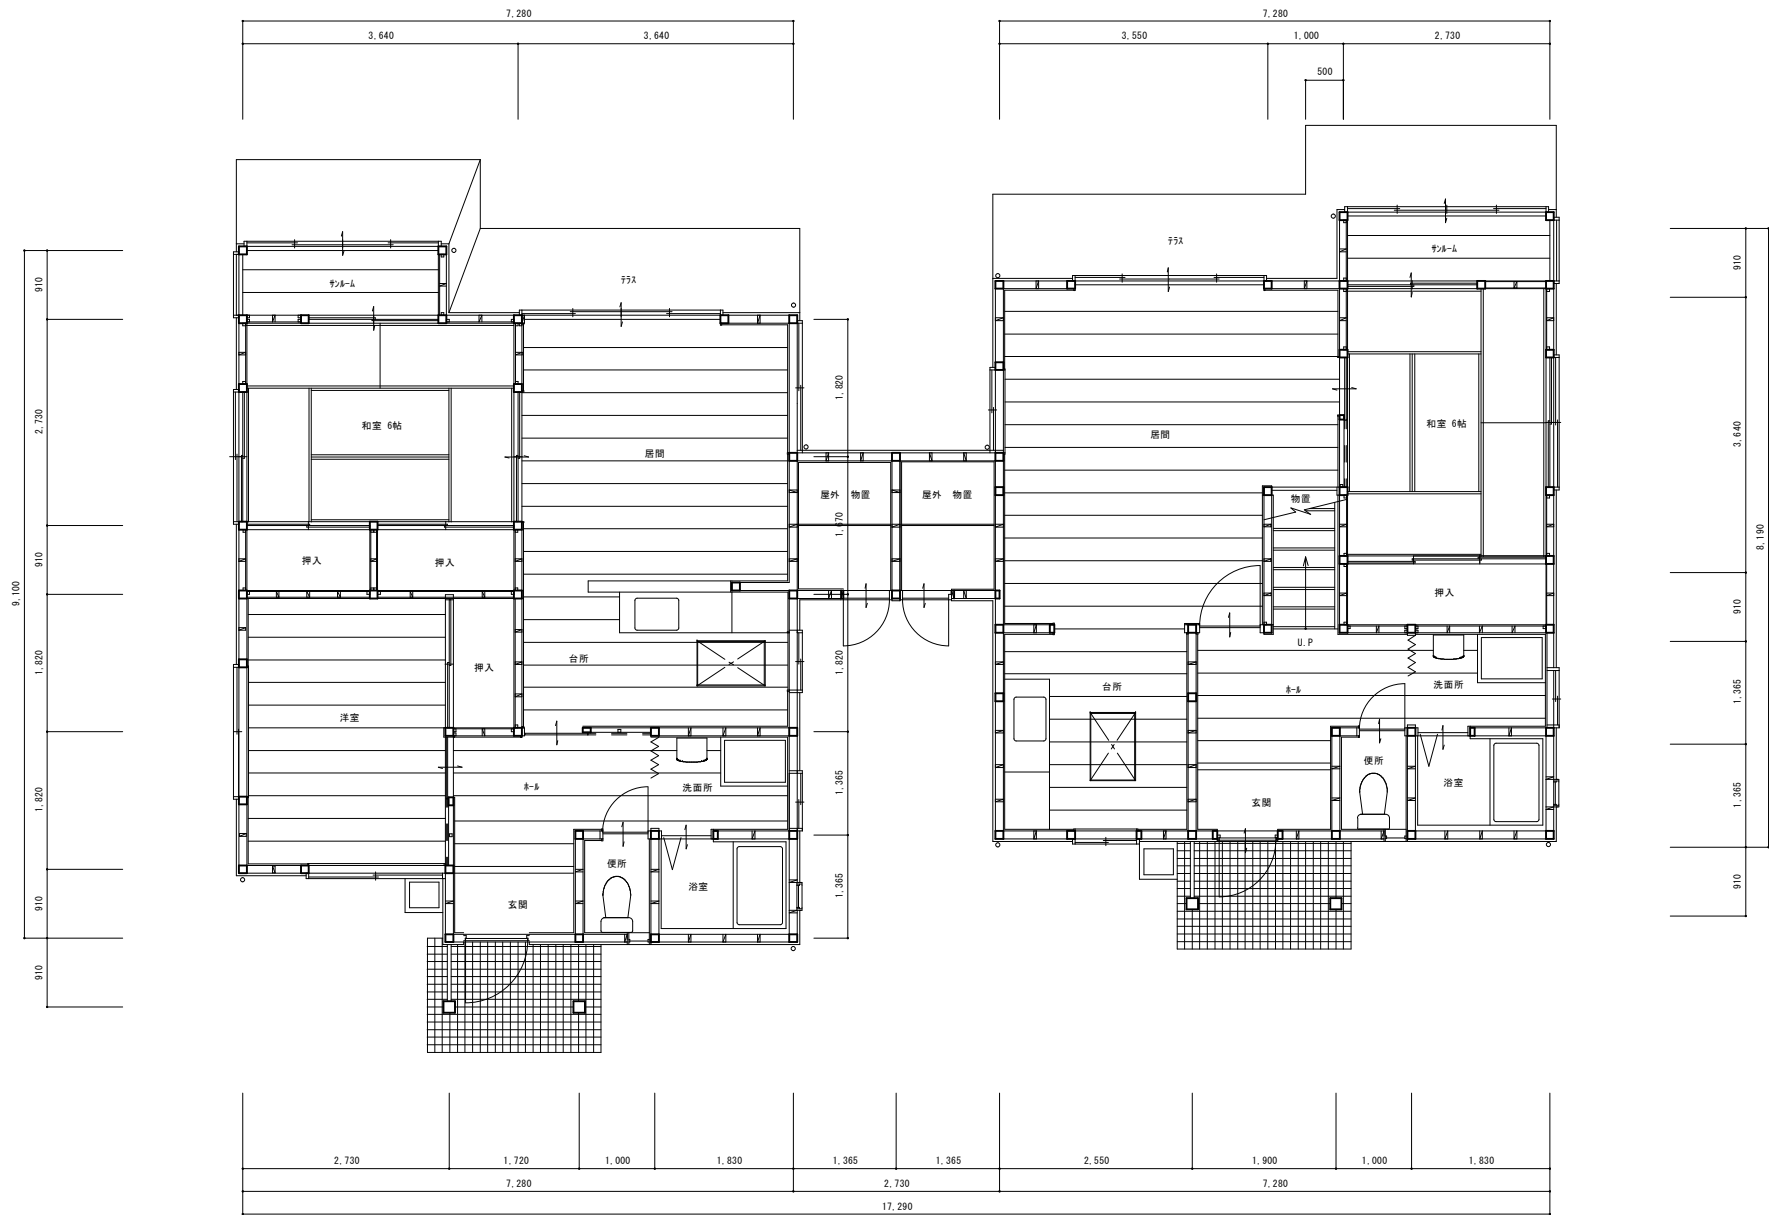 7,280
7,280
3,640
3,640
3,550
1,000
2,730
500
テラス
サンルーム
テラス
サンルーム
910
2,730
910
1,820
1,820
910
910
9,100
和室 6帖
居間
1,820
屋外 物置
屋外 物置
1,670
居間
物置
和室 6帖
押入
押入
押入
押入
台所
1,820
洋室
ホール
洗面所
1,365
便所
浴室
玄関
1,365
U.P
台所
ホール
洗面所
便所
浴室
玄関
910
3,640
910
1,365
1,365
910
8,190
2,730
1,720
1,000
1,830
1,365
1,365
2,550
1,900
1,000
1,830
7,280
2,730
7,280
17,290